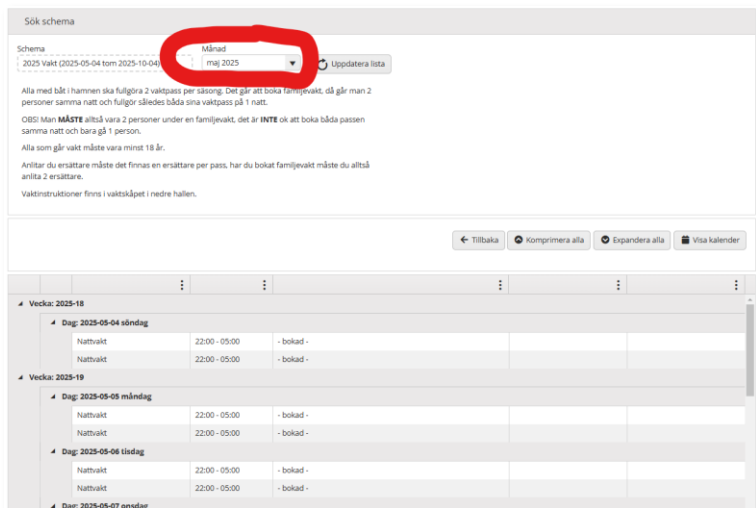 Sök schema
Schema Månad
2025 Vakt (2025-05-04 tom 2025-10-04) maj 2025 Uppdatera lista
Alla med båt i hamnen ska fullgöra 2 vaktpass per säsong. Det går att boka familjevakt, då går man 2
personer samma natt och fullgör således båda sina vaktpass på 1 natt.
OBS! Man MÅSTE alltså vara 2 personer under en familjevakt, det är INTE ok att boka båda passen
samma natt och bara gå 1 person.
Alla som går vakt måste vara minst 18 år.
Anlitar du ersättare måste det finnas en ersättare per pass, har du bokat familjevakt måste du alltså
anlita 2 ersättare.
Vaktinstruktioner finns i vaktskåpet i nedre hallen.
Tillbaka Komprimera alla Expandera alla Visa kalender
Vecka: 2025-18
Dag: 2025-05-04 söndag
Nattvakt 22:00 - 05:00 - bokad -
Nattvakt 22:00 - 05:00 - bokad -
Vecka: 2025-19
Dag: 2025-05-05 måndag
Nattvakt 22:00 - 05:00 - bokad -
Nattvakt 22:00 - 05:00 - bokad -
Dag: 2025-05-06 tisdag
Nattvakt 22:00 - 05:00 - bokad -
Nattvakt 22:00 - 05:00 - bokad -
Dag: 2025-05-07 onsdag